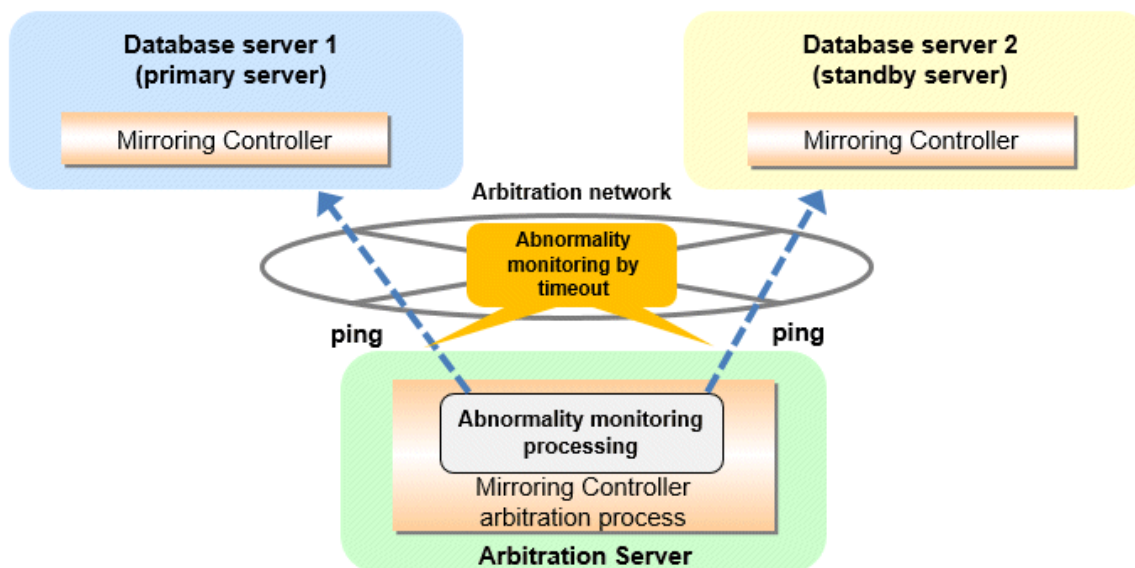 Database server 1
(primary server)
Mirroring Controller
Database server 2
(standby server)
Mirroring Controller
Arbitration network
Abnormality
monitoring by
timeout
ping
ping
Abnormality monitoring
processing
Mirroring Controller
arbitration process
Arbitration Server